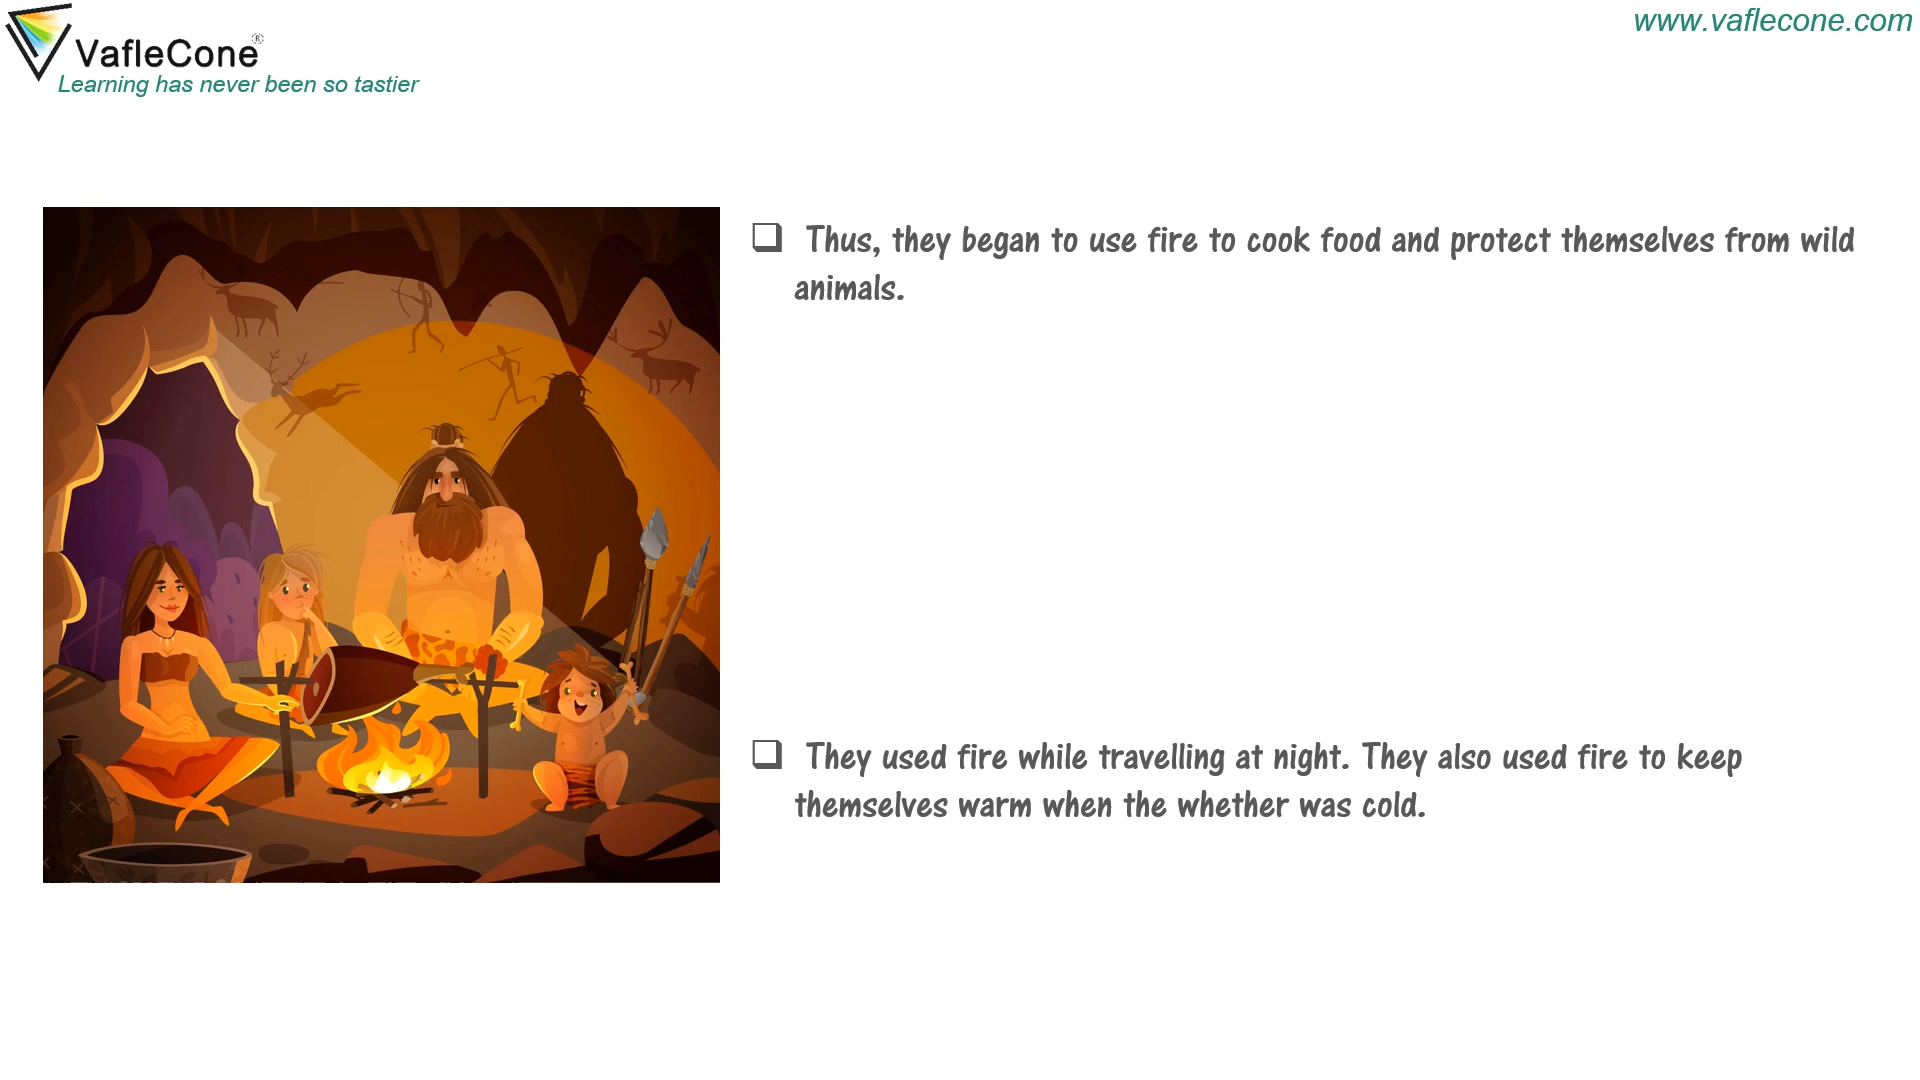 VafleCone®
Learning has never been so tastier
www.vaflecone.com
Thus, they began to use fire to cook food and protect themselves from wild
animals.
They used fire while travelling at night. They also used fire to keep
themselves warm when the whether was cold.